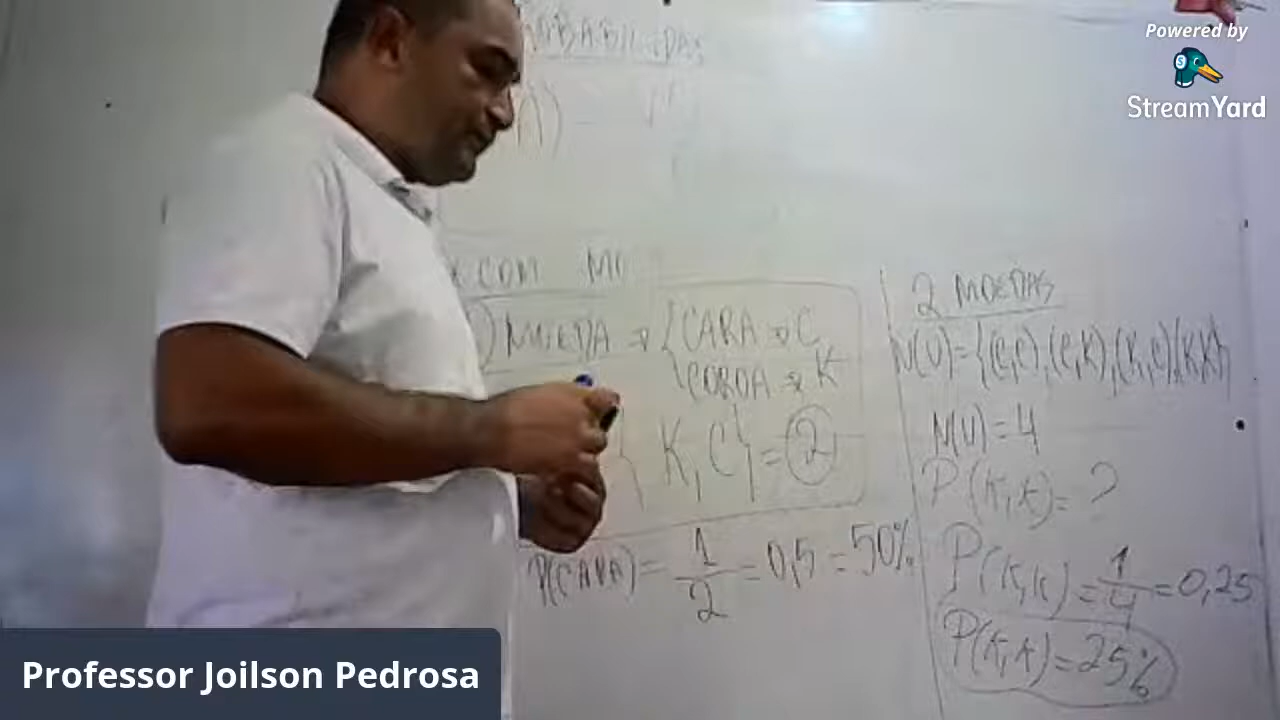 Powered by
StreamYard
COM
MOEDA → {CARA → C
COROA → K
{K, C} = 2
P(CARA) = 1/2 = 0,5 = 50%
2 MOEDAS
N(U)={(C,C),(C,K),(K,C)(K,K)}
N(U)=4
P(K,K)=?
P(K,K)=1/4=0,25
P(K,K)=25%
Professor Joilson Pedrosa